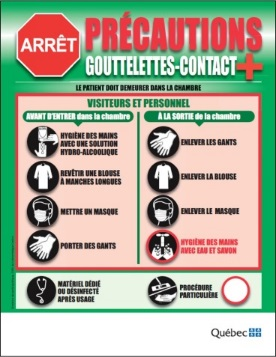 ARRÊT
PRÉCAUTIONS
GOUTTELETTES-CONTACT+
LE PATIENT DOIT DEMEURER DANS LA CHAMBRE
VISITEURS ET PERSONNEL
AVANT D'ENTRER dans la chambre
HYGIÈNE DES MAINS
AVEC UNE SOLUTION
HYDRO-ALCOOLIQUE
REVÊTIR UNE BLOUSE
À MANCHES LONGUES
METTRE UN MASQUE
PORTER DES GANTS
À LA SORTIE de la chambre
ENLEVER LES GANTS
ENLEVER LA BLOUSE
ENLEVER LE MASQUE
HYGIÈNE DES MAINS
AVEC EAU ET SAVON
MATÉRIEL DÉDIÉ
OU DÉSINFECTÉ
APRÈS USAGE
PROCÉDURE
PARTICULIÈRE
Québec